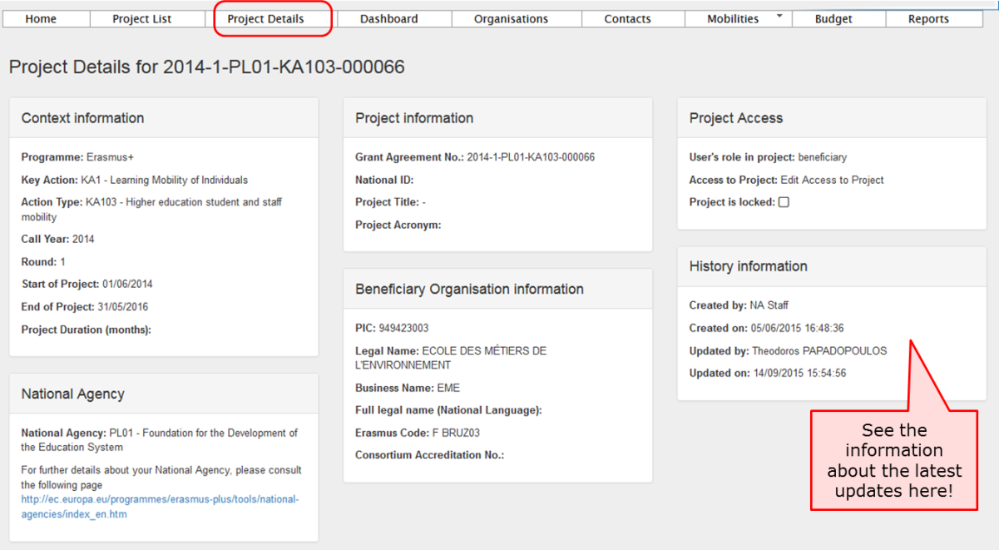 Home Project List Project Details Dashboard Organisations Contacts Mobilities Budget Reports
Project Details for 2014-1-PL01-KA103-000066
Context information
Programme: Erasmus+
Key Action: KA1 - Learning Mobility of Individuals
Action Type: KA103 - Higher education student and staff
mobility
Call Year: 2014
Round: 1
Start of Project: 01/06/2014
End of Project: 31/05/2016
Project Duration (months):
National Agency
National Agency: PL01 - Foundation for the Development of
the Education System
For further details about your National Agency, please consult
the following page
http://ec.europa.eu/programmes/erasmus-plus/tools/national-
agencies/index_en.htm
Project information
Grant Agreement No.: 2014-1-PL01-KA103-000066
National ID:
Project Title: -
Project Acronym:
Beneficiary Organisation information
PIC: 949423003
Legal Name: ECOLE DES MÉTIERS DE
L'ENVIRONNEMENT
Business Name: EME
Full legal name (National Language):
Erasmus Code: F BRUZ03
Consortium Accreditation No.:
Project Access
User's role in project: beneficiary
Access to Project: Edit Access to Project
Project is locked:
History information
Created by: NA Staff
Created on: 05/06/2015 16:48:36
Updated by: Theodoros PAPADOPOULOS
Updated on: 14/09/2015 15:54:56
See the
information
about the latest
updates here!